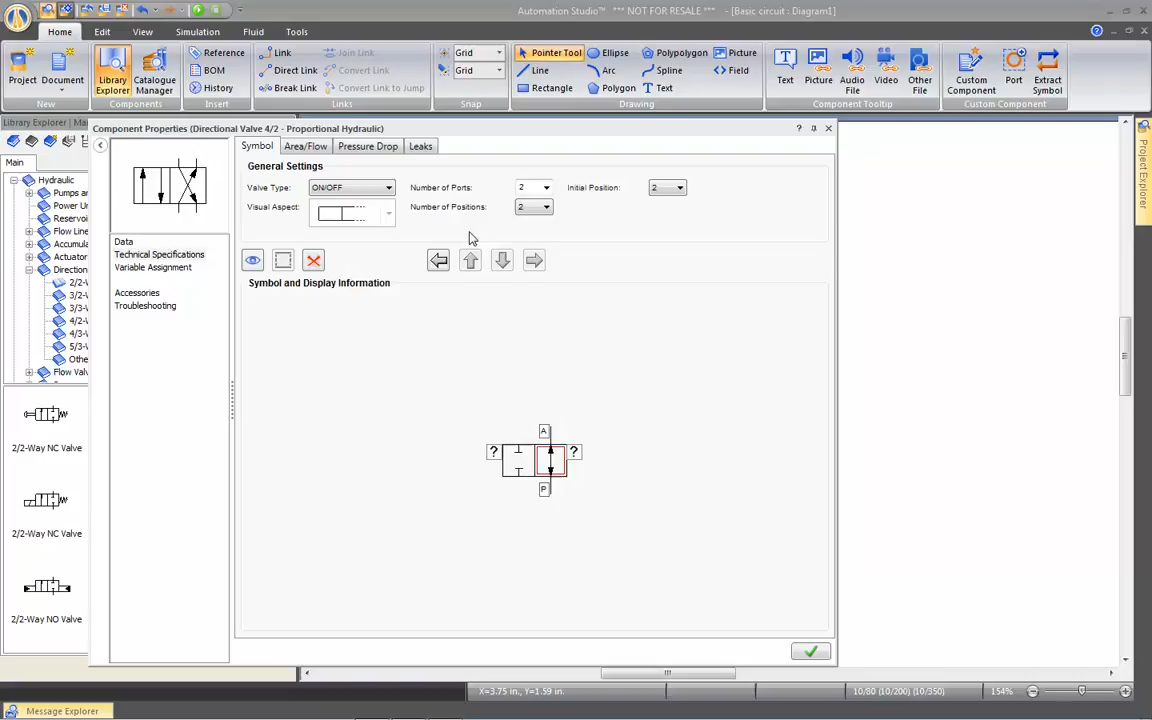 Automation Studio™ *** NOT FOR RESALE *** - [Basic circuit : Diagram1]
Home Edit View Simulation Fluid Tools
Reference Link Join Link Grid Pointer Tool Ellipse Polypolygon Picture
Project Document Library Explorer Catalogue Manager BOM Direct Link Convert Link Grid Line Arc Spline Field Text Picture Audio File Video Other File Custom Component Port Extract Symbol
History Break Link Convert Link to Jump Rectangle Polygon Text
New Components Insert Links Snap Drawing Component Tooltip Custom Component
Library Explorer | Ma
Component Properties (Directional Valve 4/2 - Proportional Hydraulic)
Main
Symbol Area/Flow Pressure Drop Leaks
General Settings
Valve Type: ON/OFF Number of Ports: 2 Initial Position: 2
Visual Aspect: Number of Positions: 2
Hydraulic
Pumps ar
Power Un
Reservoi
Flow Line
Accumula
Actuator
Direction
2/2-
3/2-
3/3-
4/2-
4/3-
5/3-
Othe
Flow Valv
Data
Technical Specifications
Variable Assignment
Accessories
Troubleshooting
Symbol and Display Information
A
? ?
P
2/2-Way NC Valve
2/2-Way NC Valve
2/2-Way NO Valve
Project Explorer
X=3.75 in., Y=1.59 in. 10/80 (10/200) (10/350) 154%
Message Explorer